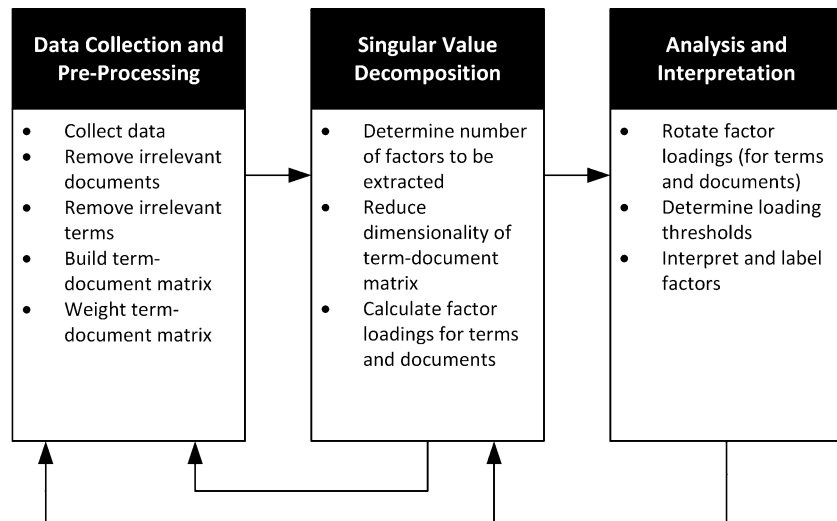 Data Collection and
Pre-Processing
• Collect data
• Remove irrelevant
documents
• Remove irrelevant
terms
• Build term-
document matrix
• Weight term-
document matrix
Singular Value
Decomposition
• Determine number
of factors to be
extracted
• Reduce
dimensionality of
term-document
matrix
• Calculate factor
loadings for terms
and documents
Analysis and
Interpretation
• Rotate factor
loadings (for terms
and documents)
• Determine loading
thresholds
• Interpret and label
factors